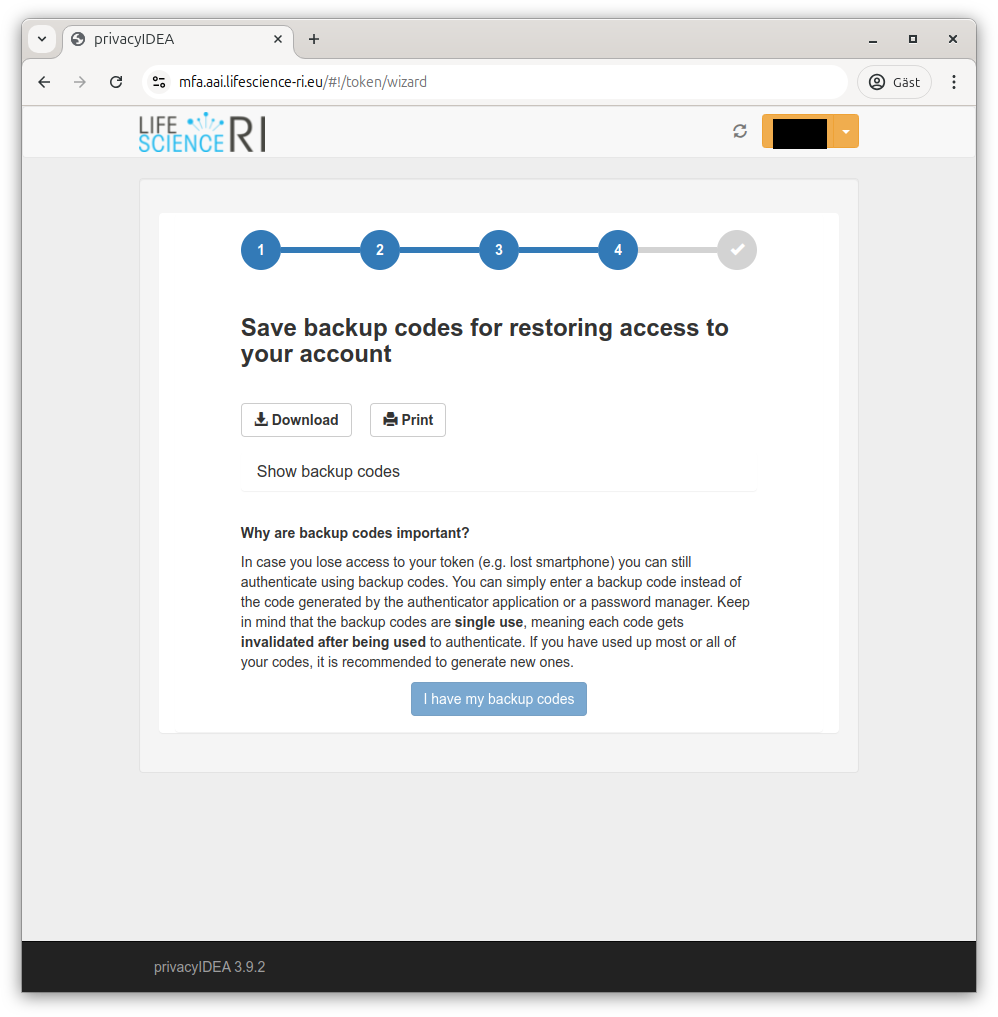 privacyIDEA
mfa.aai.lifescience-ri.eu/#!/token/wizard
Gäst
LIFE
SCIENCE RI
1
2
3
4
Save backup codes for restoring access to
your account
Download
Print
Show backup codes
Why are backup codes important?
In case you lose access to your token (e.g. lost smartphone) you can still
authenticate using backup codes. You can simply enter a backup code instead of
the code generated by the authenticator application or a password manager. Keep
in mind that the backup codes are single use, meaning each code gets
invalidated after being used to authenticate. If you have used up most or all of
your codes, it is recommended to generate new ones.
I have my backup codes
privacyIDEA 3.9.2